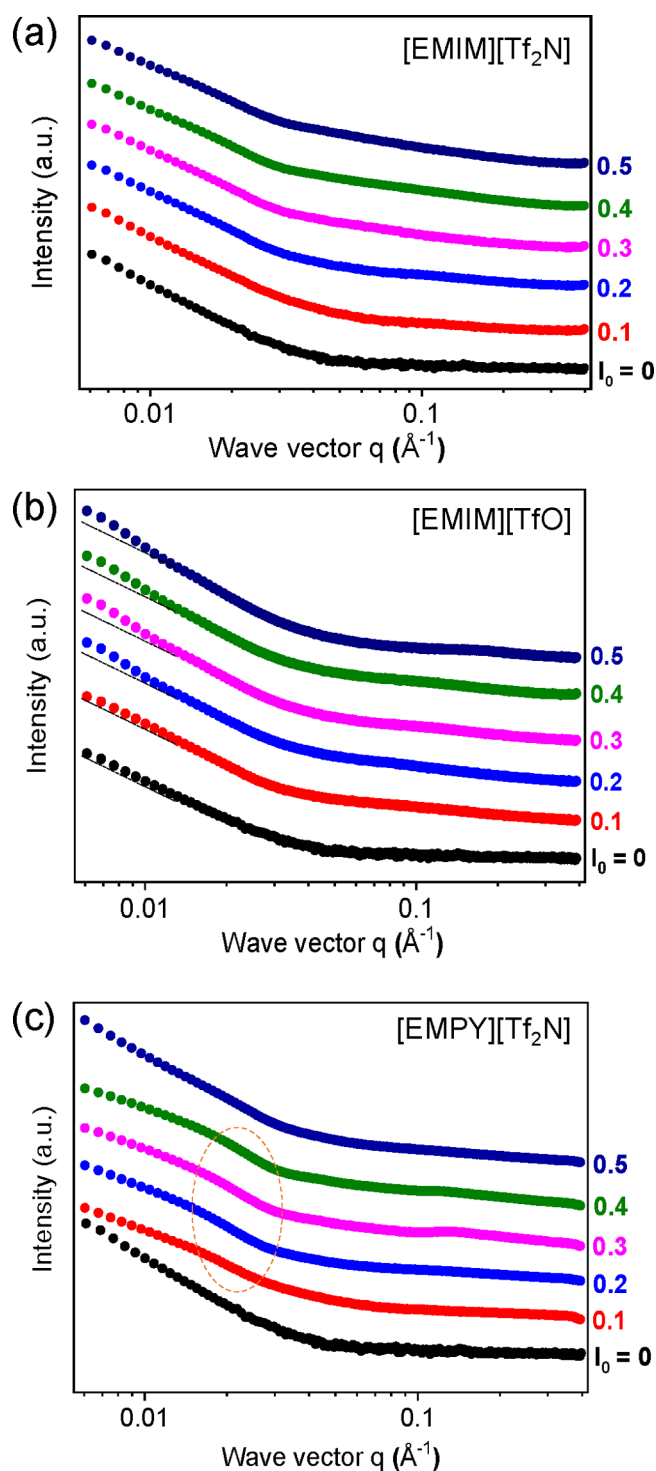 (a)
[EMIM][Tf₂N]
Intensity (a.u.)
0.5
0.4
0.3
0.2
0.1
I₀ = 0
0.01 0.1
Wave vector q (Å⁻¹)
(b)
[EMIM][TfO]
Intensity (a.u.)
0.5
0.4
0.3
0.2
0.1
I₀ = 0
0.01 0.1
Wave vector q (Å⁻¹)
(c)
[EMPY][Tf₂N]
Intensity (a.u.)
0.5
0.4
0.3
0.2
0.1
I₀ = 0
0.01 0.1
Wave vector q (Å⁻¹)